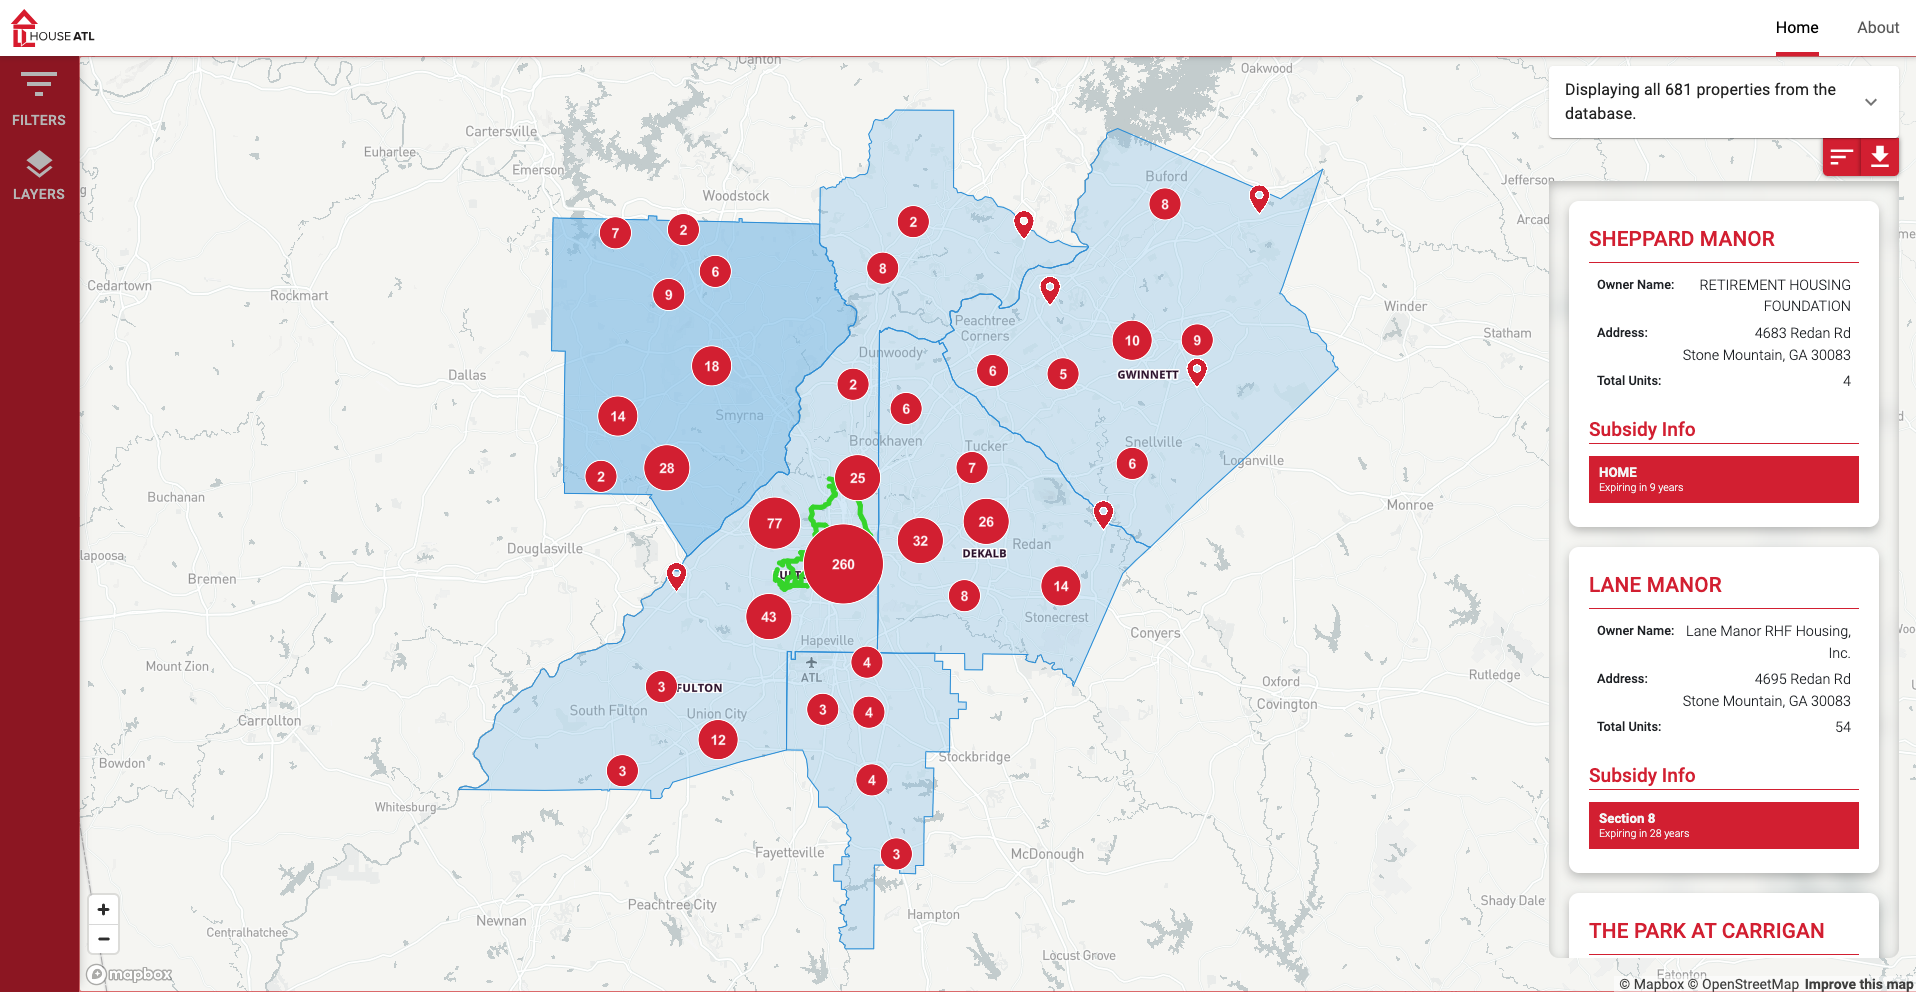 HOUSE ATL
Home
About
FILTERS
LAYERS
Displaying all 681 properties from the
database.
SHEPPARD MANOR
Owner Name: RETIREMENT HOUSING
FOUNDATION
Address: 4683 Redan Rd
Stone Mountain, GA 30083
Total Units: 4
Subsidy Info
HOME
Expiring in 9 years
LANE MANOR
Owner Name: Lane Manor RHF Housing,
Inc.
Address: 4695 Redan Rd
Stone Mountain, GA 30083
Total Units: 54
Subsidy Info
Section 8
Expiring in 28 years
THE PARK AT CARRIGAN
Canton
Oakwood
Cartersville
Euharlee
Emerson
Woodstock
Buford
Jefferson
Cedartown
Rockmart
Winder
Statham
Peachtree
Corners
Dunwoody
Dallas
GWINNETT
Smyrna
Brookhaven
Tucker
Snellville
Loganville
Buchanan
Monroe
Douglasville
DEKALB
Redan
Bremen
Stonecrest
Conyers
Hapeville
ATL
Mount Zion
Rutledge
Oxford
Covington
FULTON
South Fulton
Union City
Carrollton
Bowdon
Stockbridge
Whitesburg
Fayetteville
McDonough
Peachtree City
Hampton
Newnan
Centralhatchee
Shady Dale
Locust Grove
Eatonton
7
2
6
9
18
14
2
28
2
8
8
10
9
6
5
2
6
25
7
6
77
26
32
260
8
14
43
4
3
3
4
12
3
4
3
+
−
mapbox
© Mapbox © OpenStreetMap Improve this map